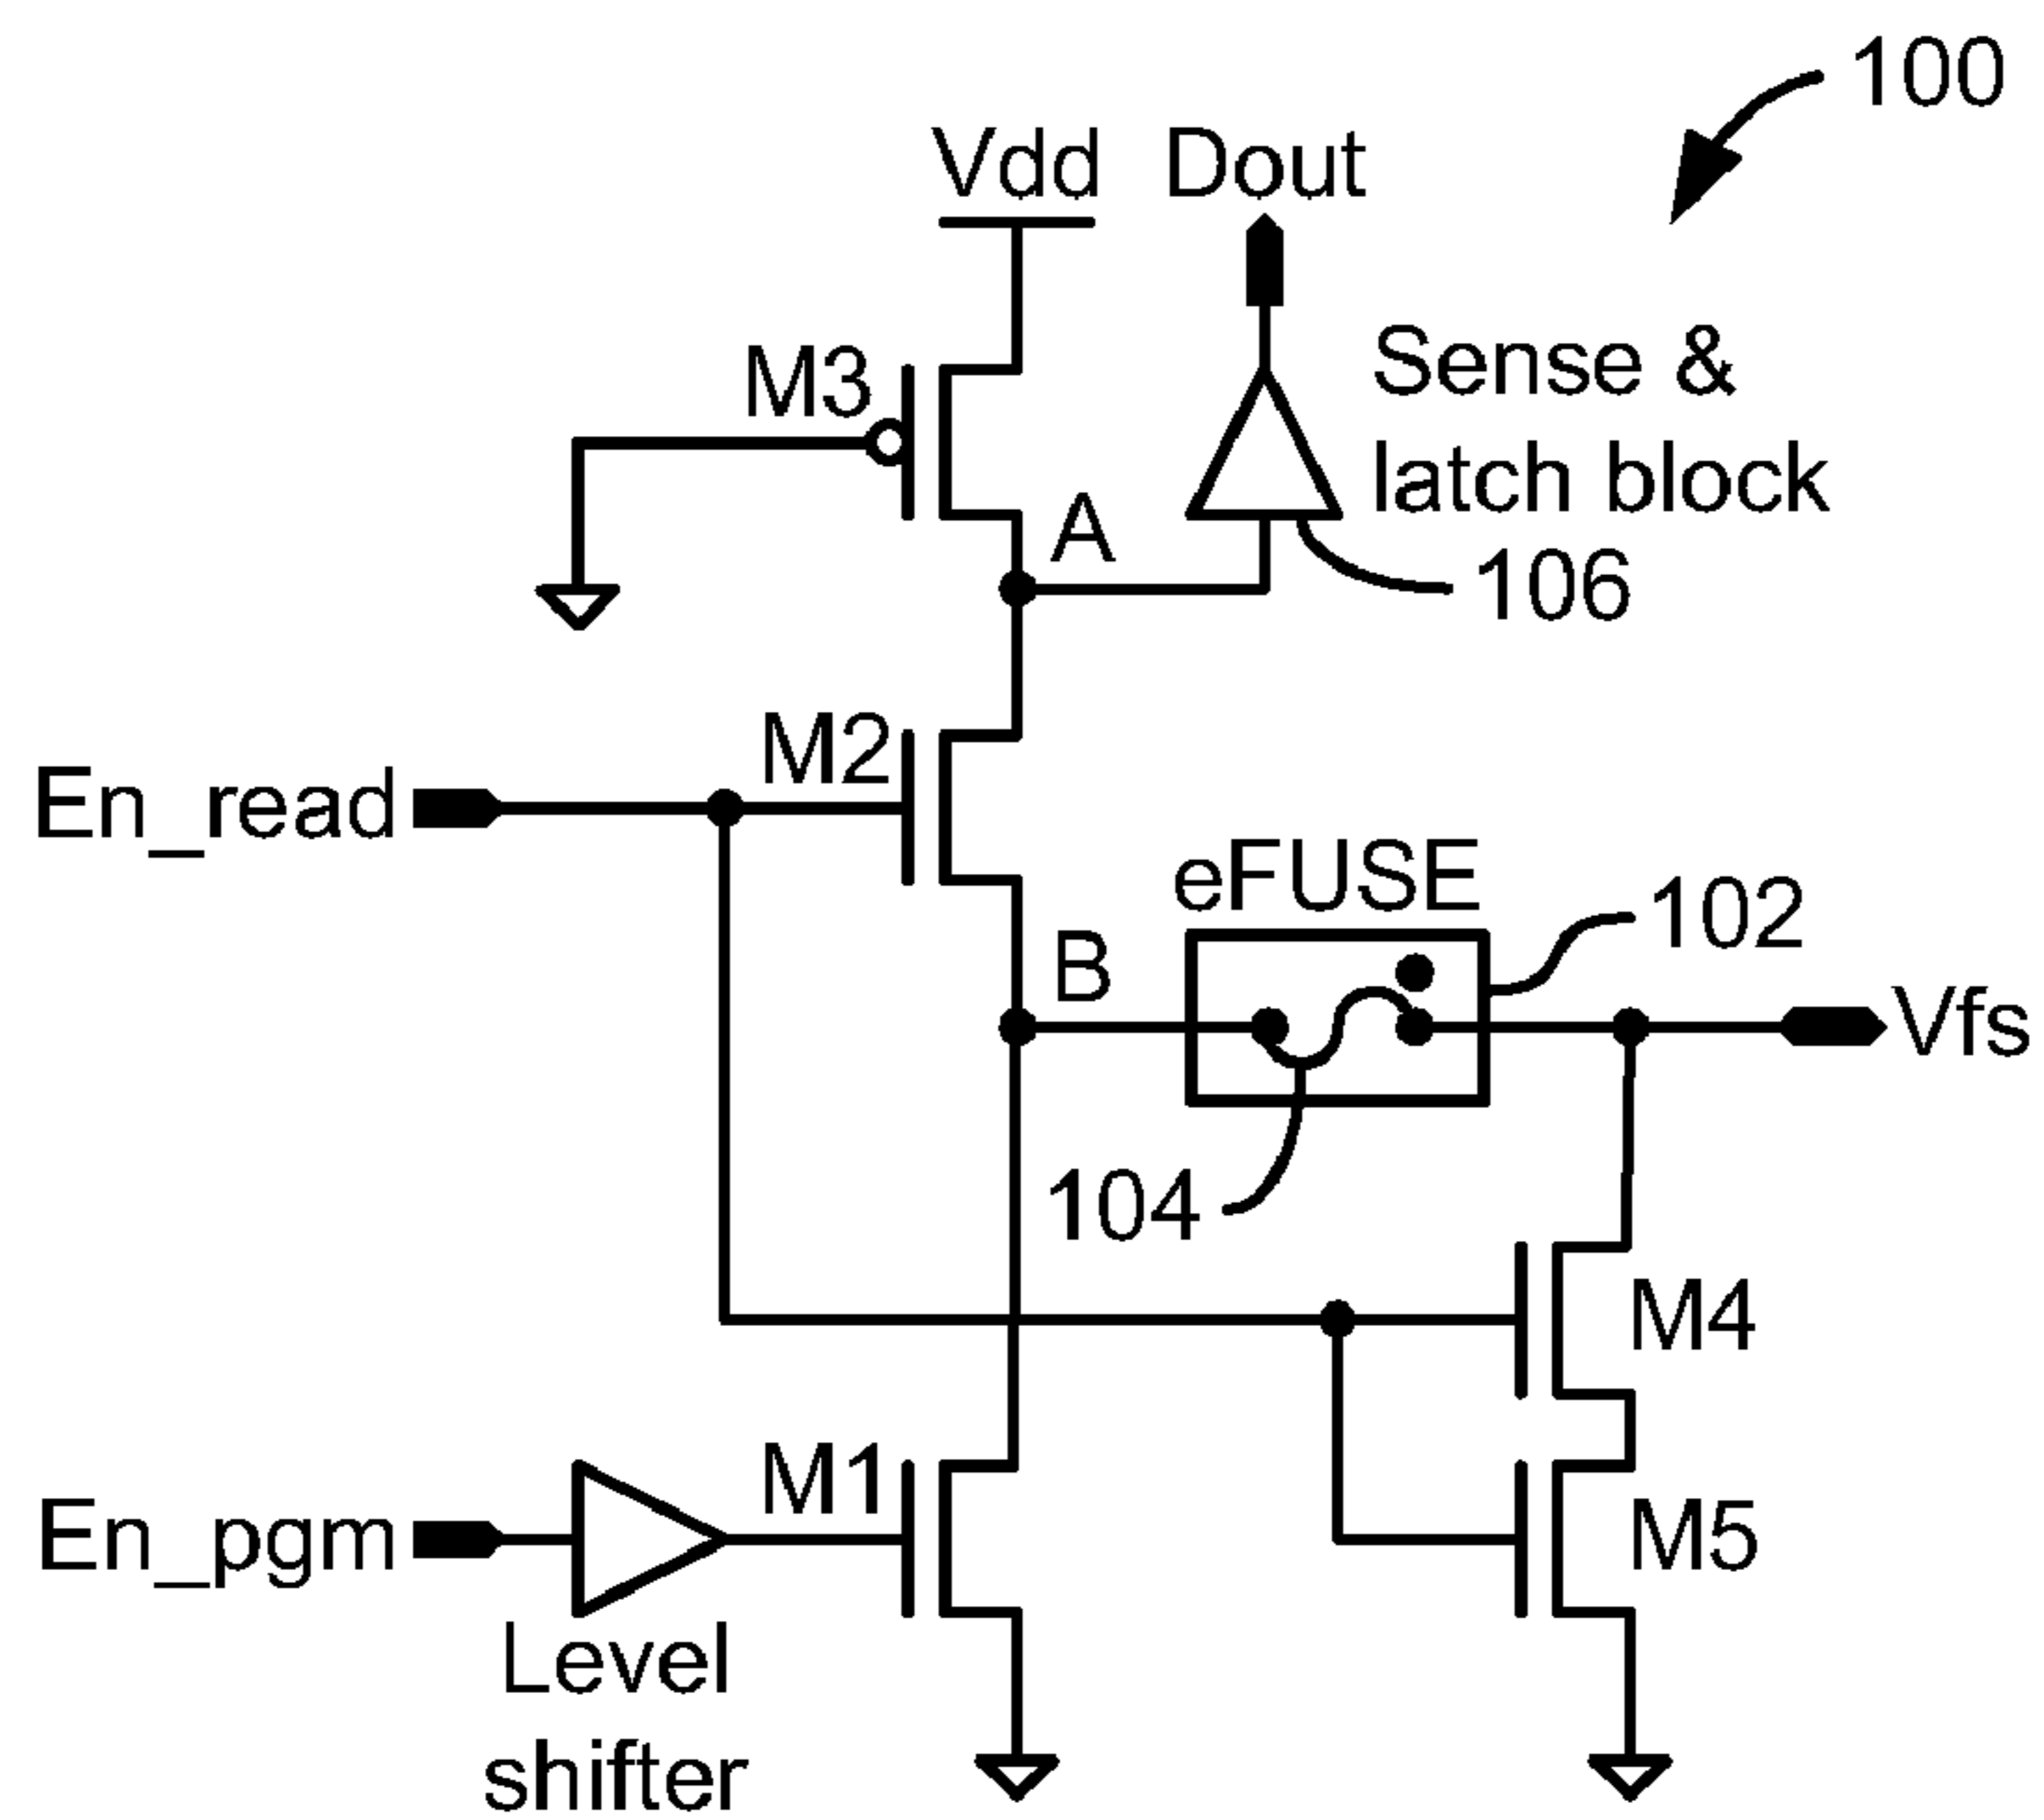 100
Vdd
Dout
M3
Sense &
latch block
A
106
M2
En_read
eFUSE
102
B
Vfs
104
M4
M1
En_pgm
M5
Level
shifter